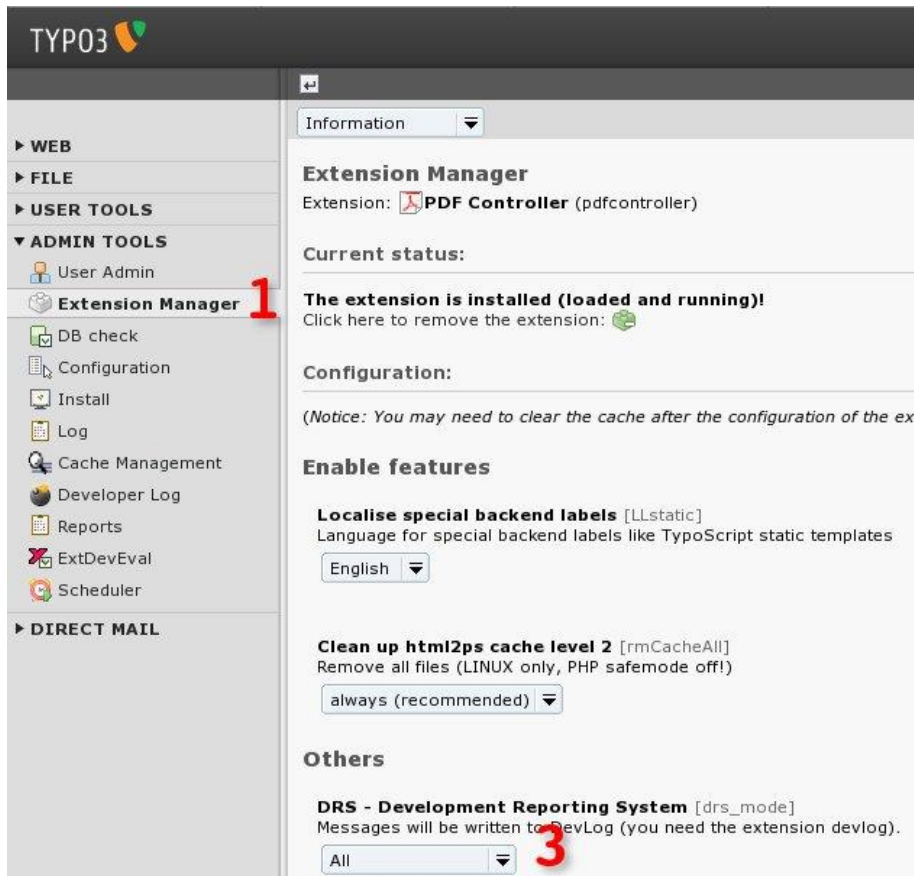 TYPO3
Information
▶ WEB
▶ FILE
▶ USER TOOLS
▼ ADMIN TOOLS
User Admin
Extension Manager 1
DB check
Configuration
Install
Log
Cache Management
Developer Log
Reports
ExtDevEval
Scheduler
▶ DIRECT MAIL
Extension Manager
Extension: PDF Controller (pdfcontroller)
Current status:
The extension is installed (loaded and running)!
Click here to remove the extension:
Configuration:
(Notice: You may need to clear the cache after the configuration of the ex
Enable features
Localise special backend labels [LLstatic]
Language for special backend labels like TypoScript static templates
English
Clean up html2ps cache level 2 [rmCacheAll]
Remove all files (LINUX only, PHP safemode off!)
always (recommended)
Others
DRS - Development Reporting System [drs_mode]
Messages will be written to DevLog (you need the extension devlog).
All 3